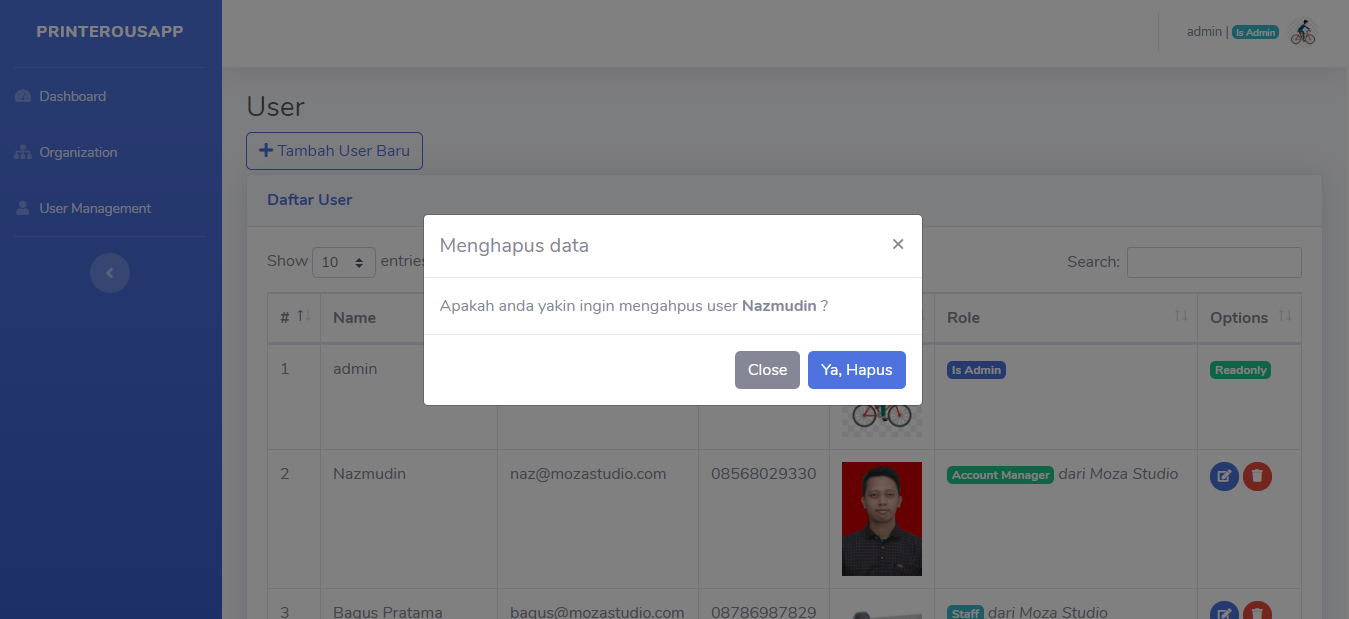 PRINTEROUSAPP
admin | Is Admin
Dashboard
Organization
User Management
User
Tambah User Baru
Daftar User
Show 10 entries
Search:
Menghapus data ×
Apakah anda yakin ingin mengahpus user Nazmudin ?
Close Ya, Hapus
# Name Role Options
1 admin Is Admin Readonly
2 Nazmudin naz@mozastudio.com 08568029330 Account Manager dari Moza Studio
3 Bagus Pratama bagus@mozastudio.com 08786987829 Staff dari Moza Studio